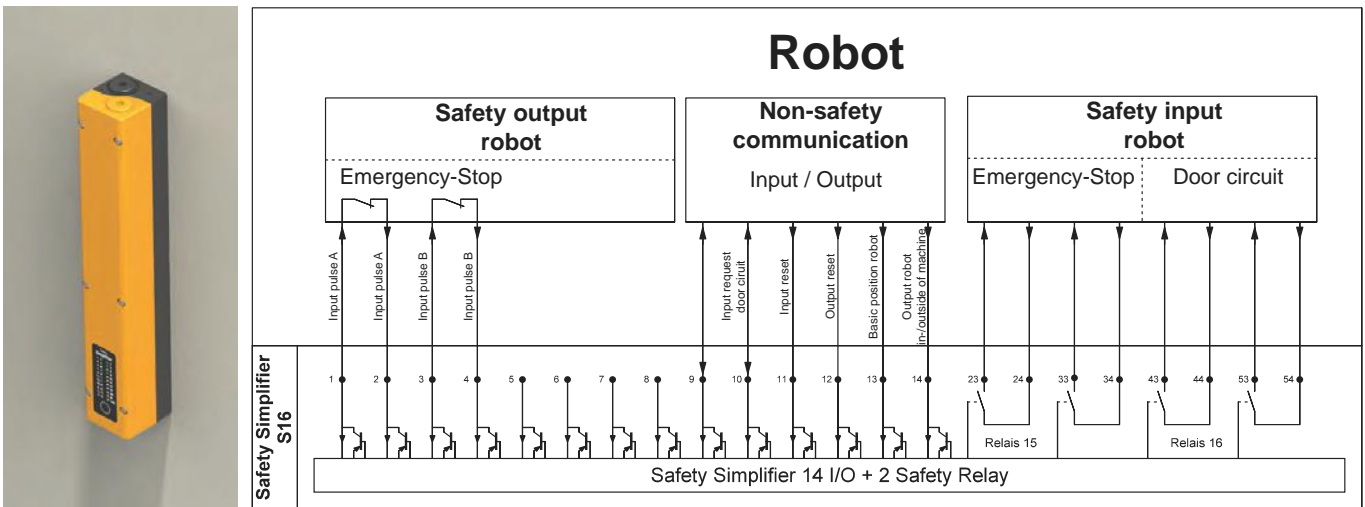 Robot
Safety output
robot
Emergency-Stop
Non-safety
communication
Input / Output
Safety input
robot
Emergency-Stop
Door circuit
Input pulse A
Input pulse A
Input pulse B
Input pulse B
Input request
door ciruit
Input reset
Output reset
Basic position robot
Output robot
in-/outside of machine
Safety Simplifier
S16
1 2 3 4 5 6 7 8 9 10 11 12 13 14 23 24 33 34 43 44 53 54
Relais 15
Relais 16
Safety Simplifier 14 I/O + 2 Safety Relay